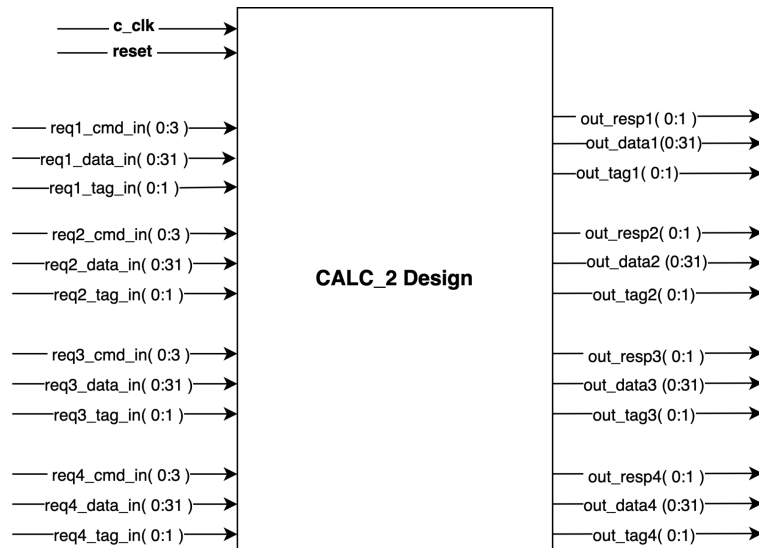 c_clk
reset
req1_cmd_in( 0:3 )
req1_data_in( 0:31 )
req1_tag_in( 0:1 )
req2_cmd_in( 0:3 )
req2_data_in( 0:31 )
req2_tag_in( 0:1 )
req3_cmd_in( 0:3 )
req3_data_in( 0:31 )
req3_tag_in( 0:1 )
req4_cmd_in( 0:3 )
req4_data_in( 0:31 )
req4_tag_in( 0:1 )
CALC_2 Design
out_resp1( 0:1 )
out_data1(0:31)
out_tag1( 0:1)
out_resp2( 0:1 )
out_data2 (0:31)
out_tag2( 0:1)
out_resp3( 0:1 )
out_data3 (0:31)
out_tag3( 0:1)
out_resp4( 0:1 )
out_data4 (0:31)
out_tag4( 0:1)